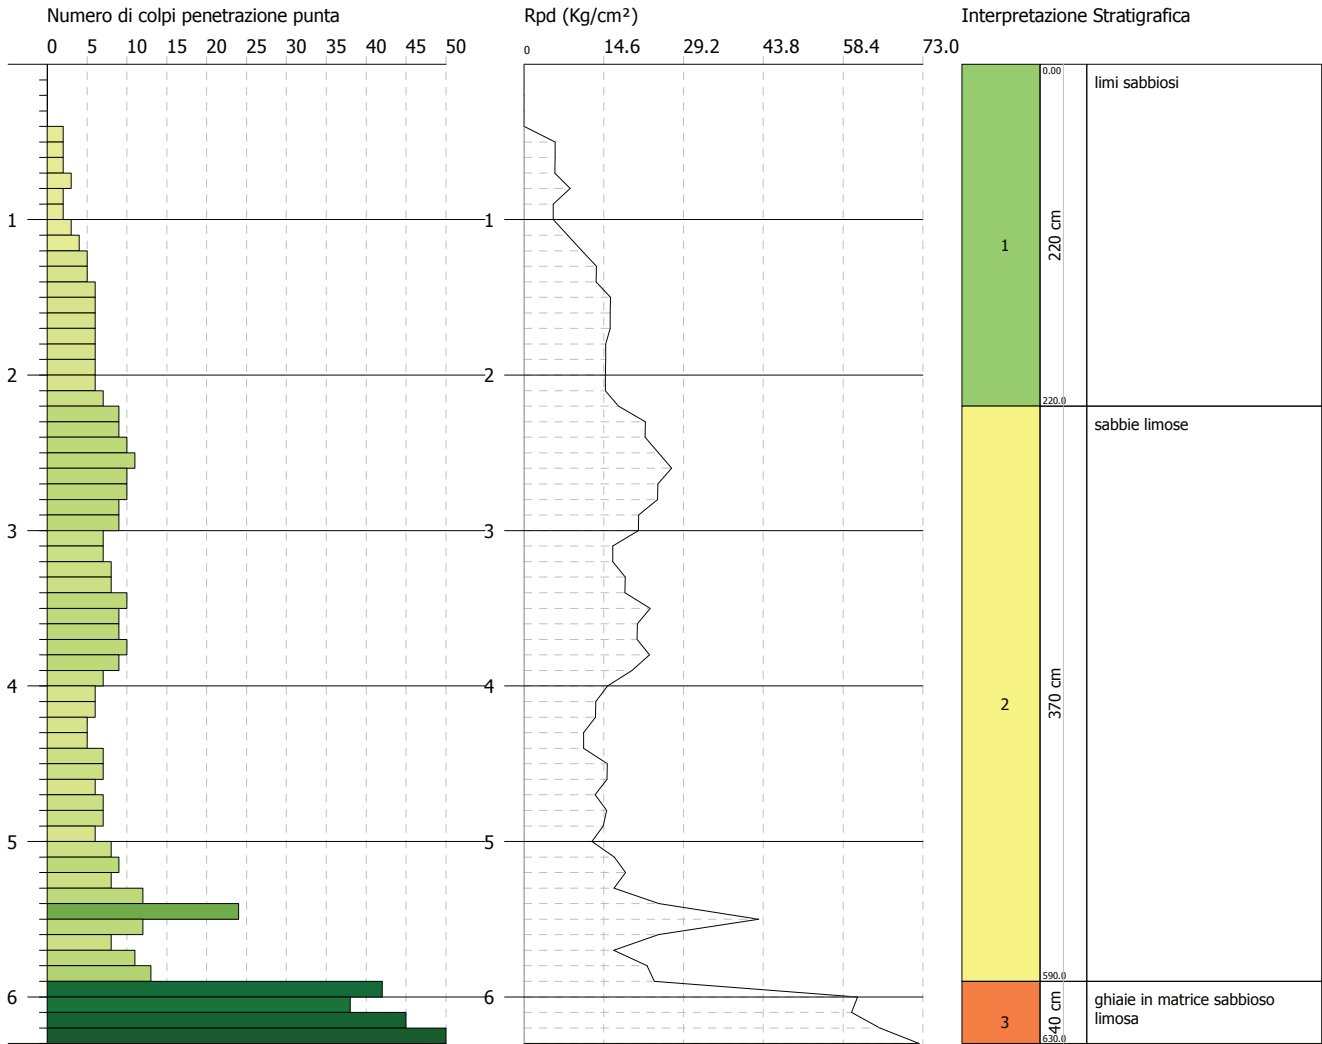 Numero di colpi penetrazione punta
0 5 10 15 20 25 30 35 40 45 50
1
2
3
4
5
6
Rpd (Kg/cm²)
0 14.6 29.2 43.8 58.4 73.0
1
2
3
4
5
6
Interpretazione Stratigrafica
0.00
1
220 cm
limi sabbiosi
220.0
2
370 cm
sabbie limose
590.0
3
40 cm
ghiaie in matrice sabbioso
limosa
630.0